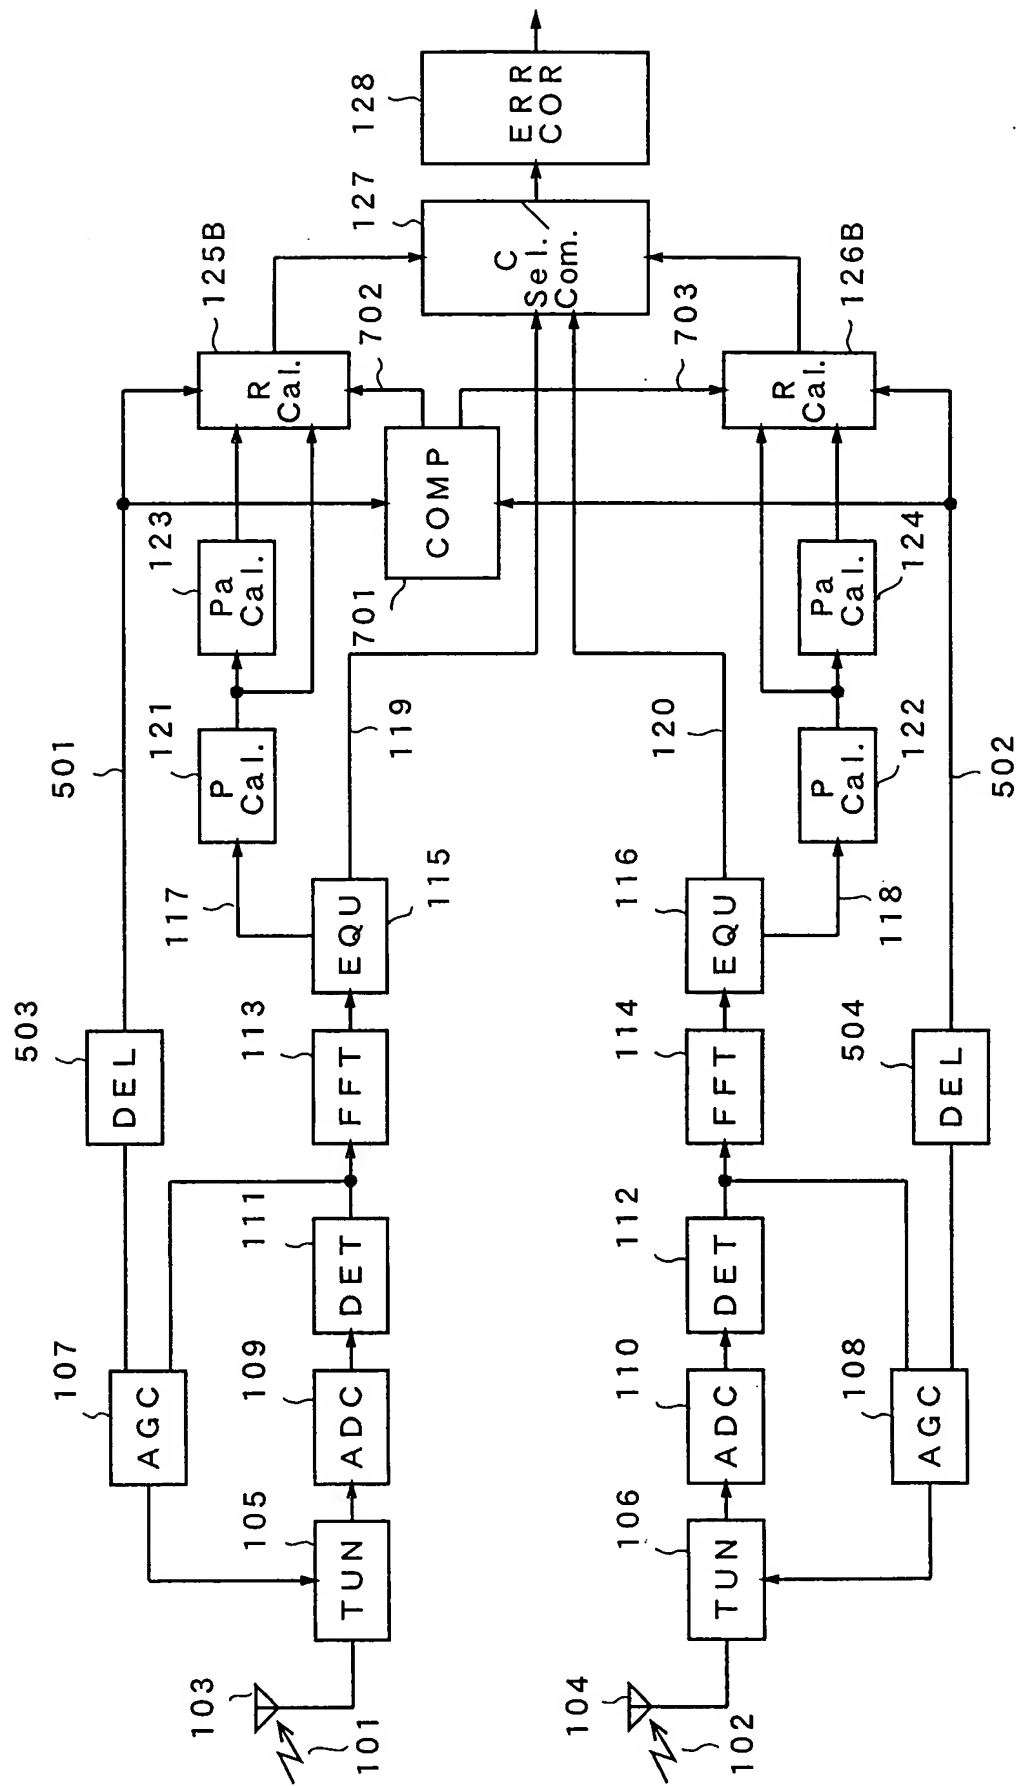 101
103
TUN
105
AGC
107
ADC
109
DET
111
DEL
503
FFT
113
EQU
115
117
119
501
P
Cal.
121
Pa
Cal.
123
R
Cal.
125B
COMP
701
702
703
C
Sel.
Com.
127
ERR
COR
128
102
104
TUN
106
AGC
108
ADC
110
DET
112
DEL
504
FFT
114
EQU
116
118
120
502
P
Cal.
122
Pa
Cal.
124
R
Cal.
126B